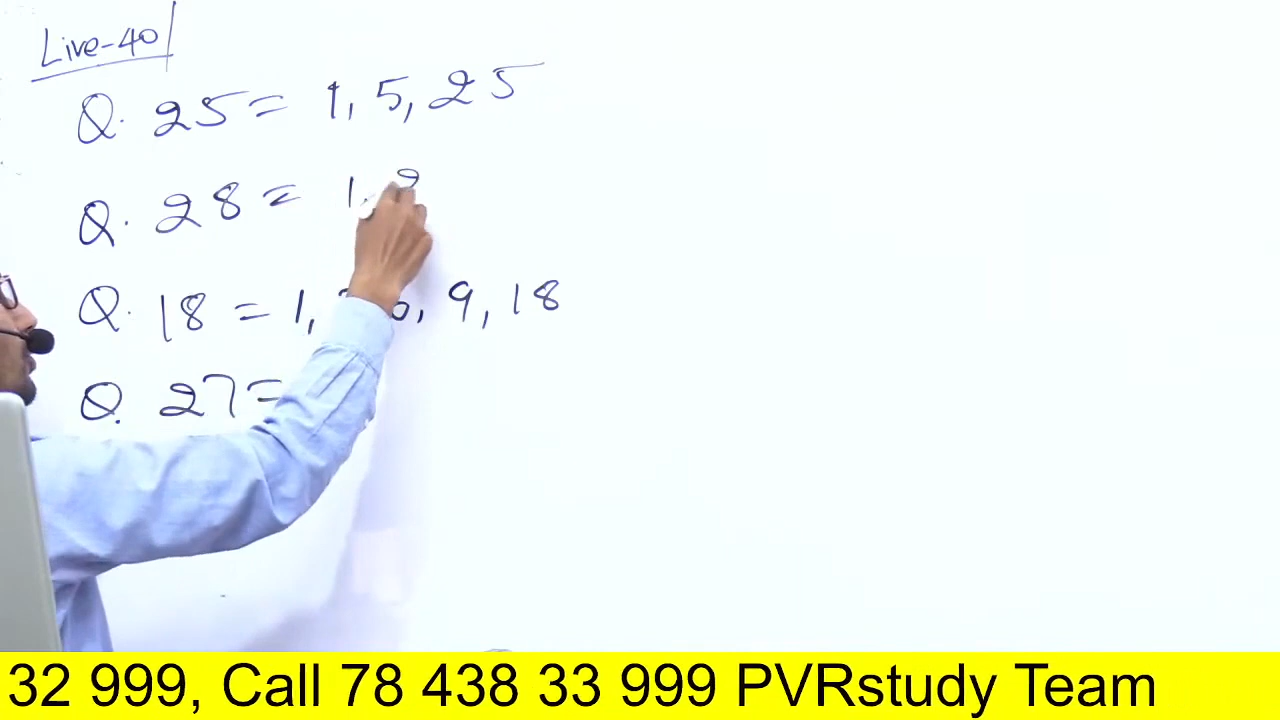 Live-40
Q. 25 = 1, 5, 25
Q. 28 = 1, 2
Q. 18 = 1, 9, 18
Q. 27 =
32 999, Call 78 438 33 999 PVRstudy Team